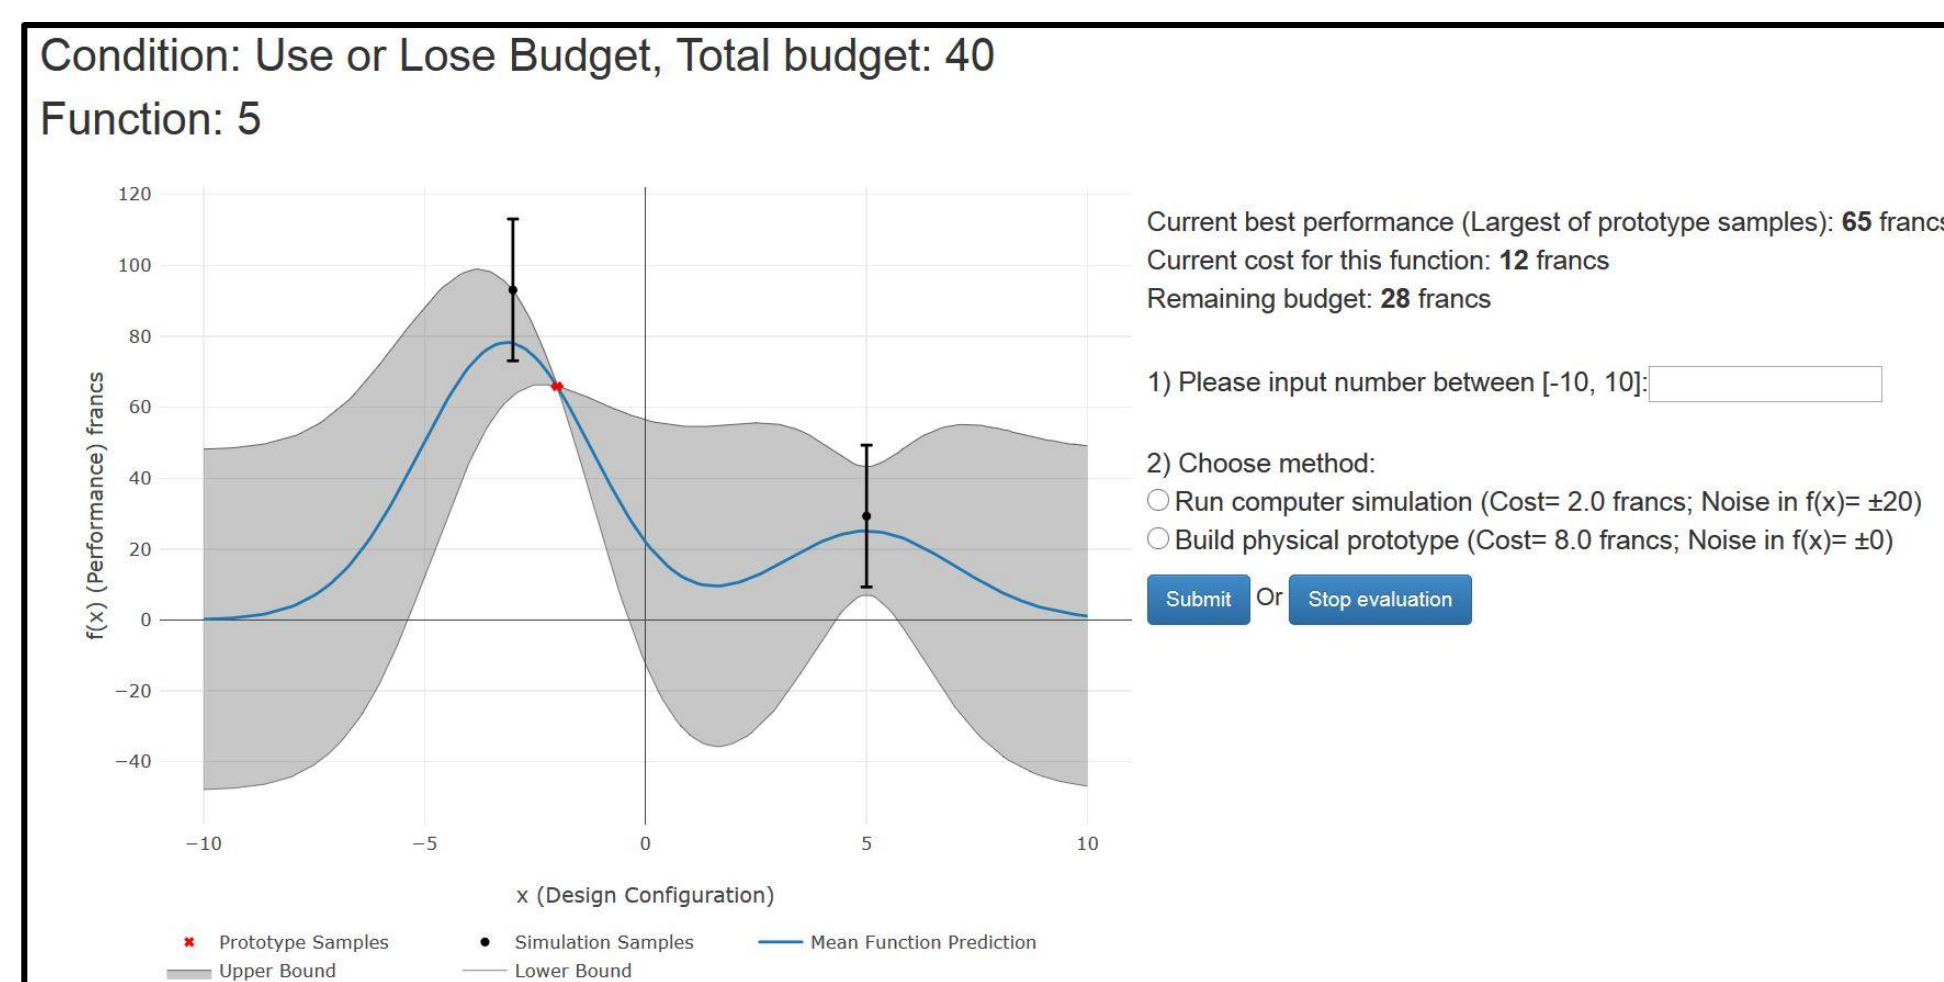 Condition: Use or Lose Budget, Total budget: 40
Function: 5
120
100
80
60
40
20
0
−20
−40
f(x) (Performance) francs
−10
−5
0
5
10
x (Design Configuration)
Prototype Samples
Simulation Samples
Mean Function Prediction
Upper Bound
Lower Bound
Current best performance (Largest of prototype samples): 65 francs
Current cost for this function: 12 francs
Remaining budget: 28 francs
1) Please input number between [-10, 10]:
2) Choose method:
Run computer simulation (Cost= 2.0 francs; Noise in f(x)= ±20)
Build physical prototype (Cost= 8.0 francs; Noise in f(x)= ±0)
Submit Or Stop evaluation